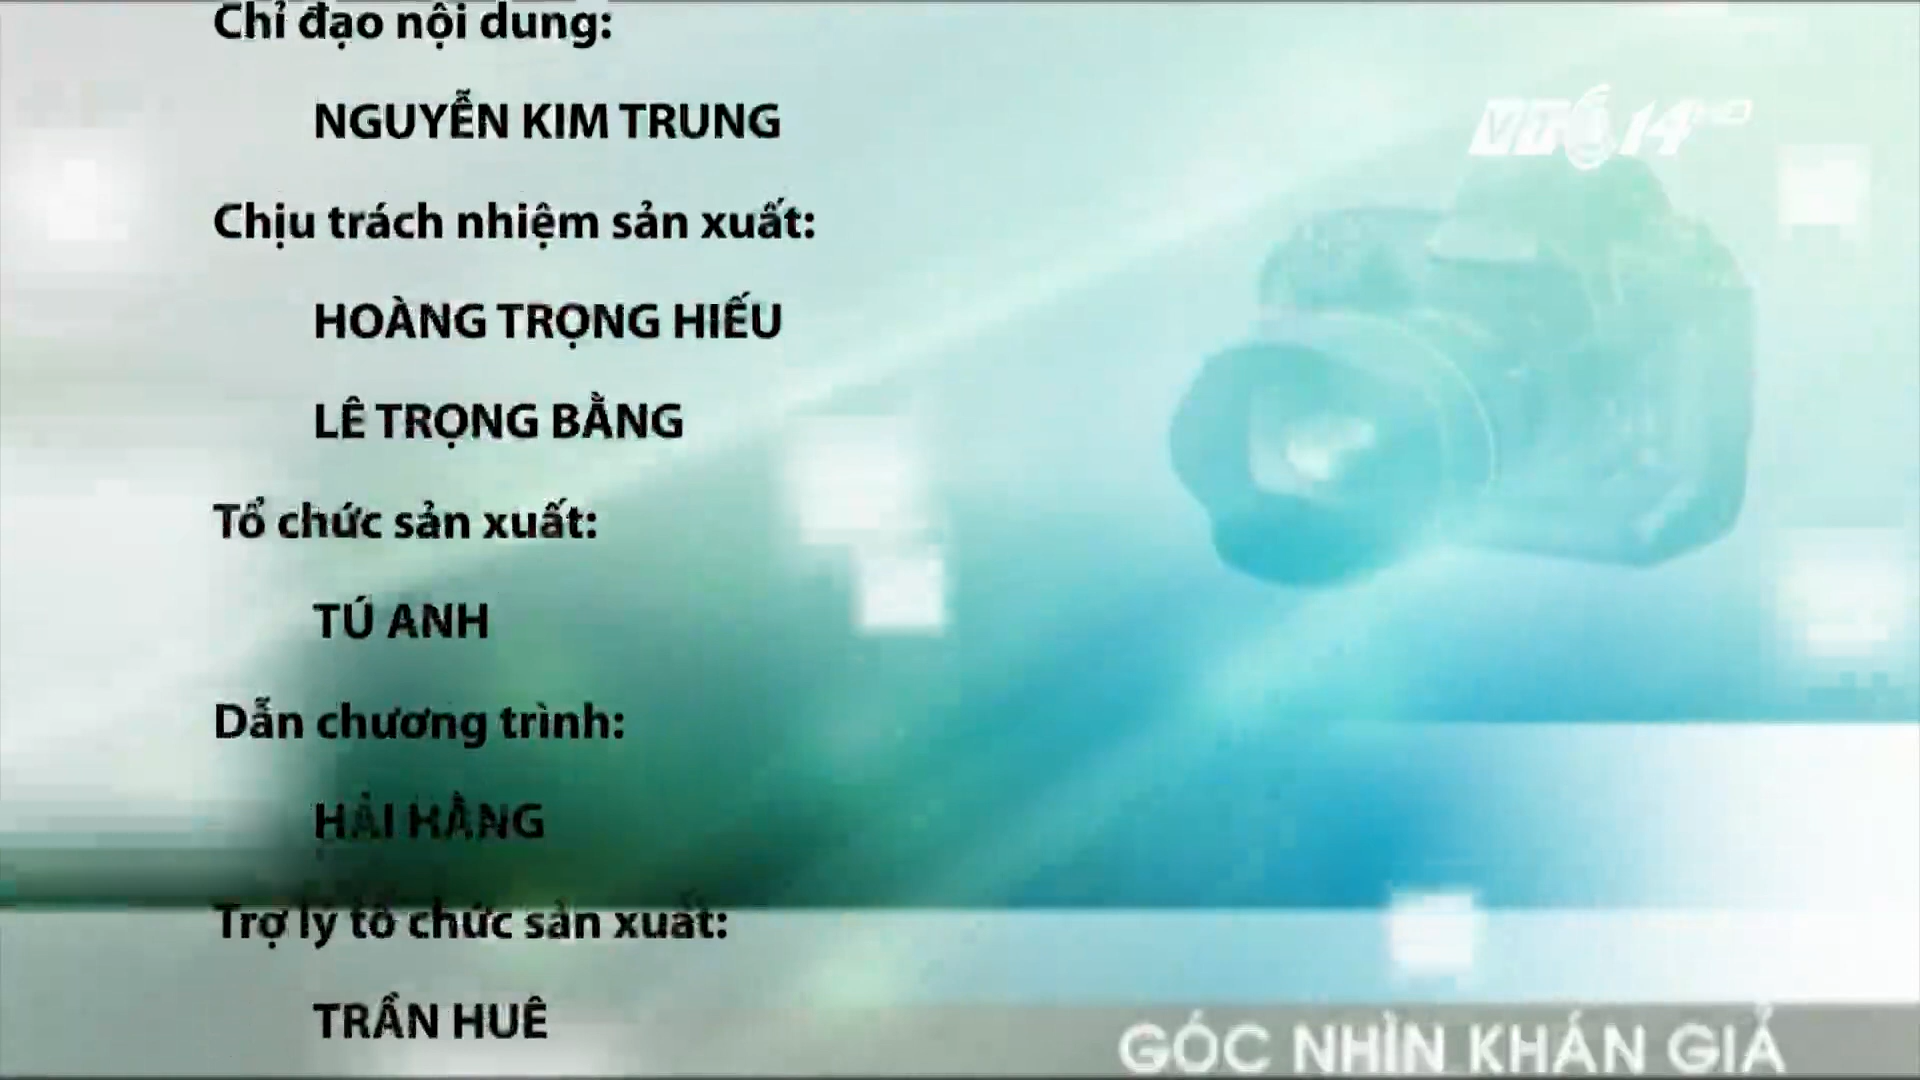 Chỉ đạo nội dung:
NGUYỄN KIM TRUNG
VTC14 HD
Chịu trách nhiệm sản xuất:
HOÀNG TRỌNG HIẾU
LÊ TRỌNG BẰNG
Tổ chức sản xuất:
TÚ ANH
Dẫn chương trình:
HẢI HẰNG
Trợ lý tổ chức sản xuất:
TRẦN HUÊ
GÓC NHÌN KHÁN GIẢ